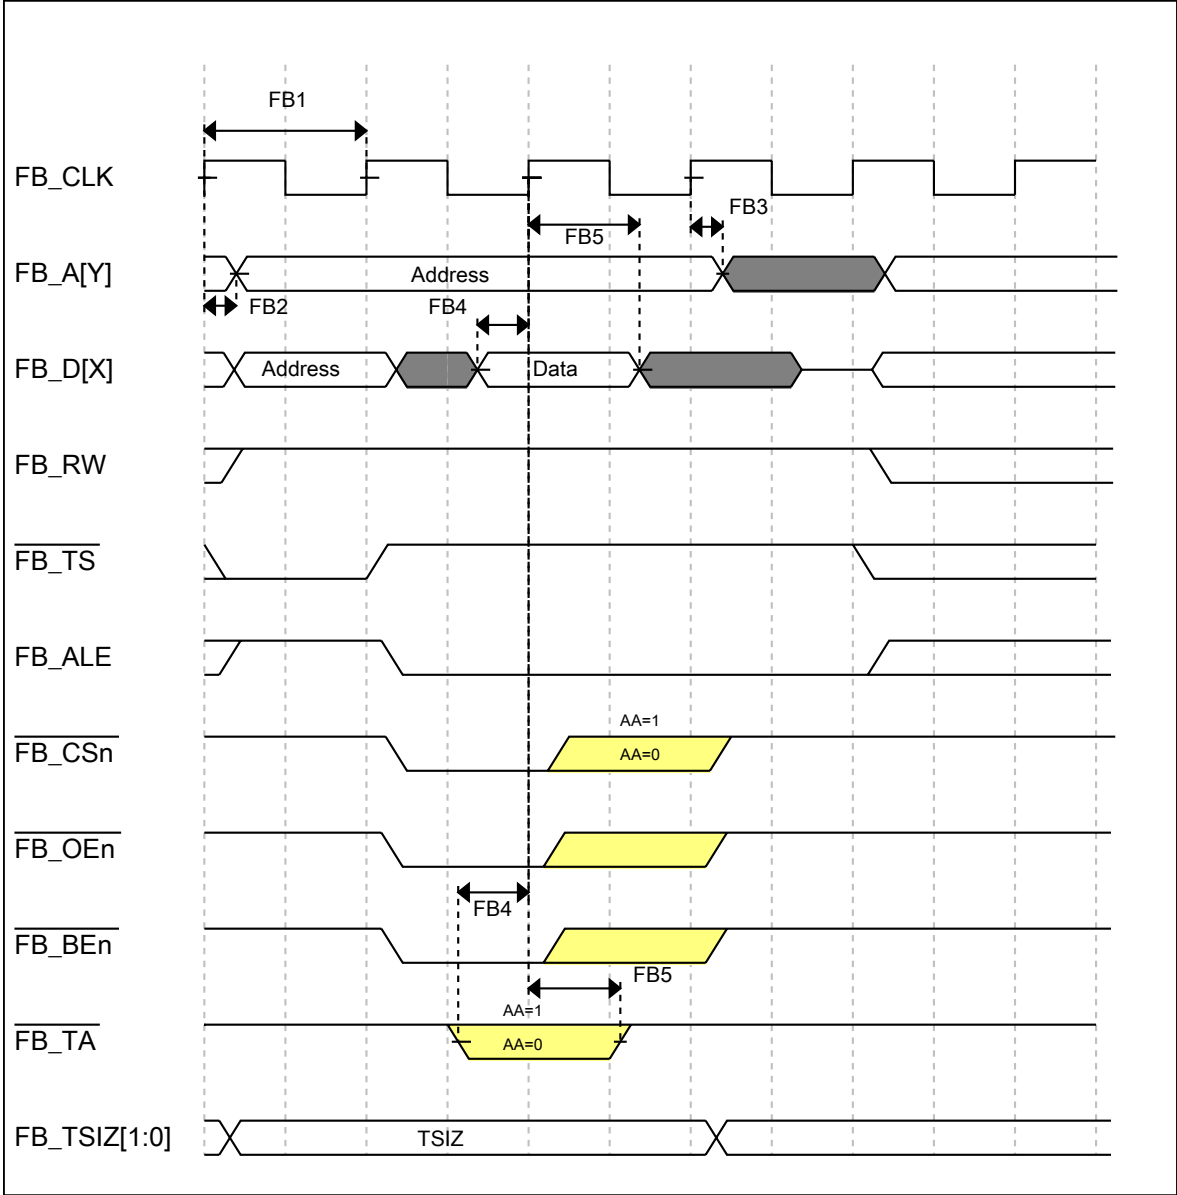 FB1
FB_CLK
FB3
FB5
FB_A[Y]
Address
FB2
FB4
FB_D[X]
Address
Data
FB_RW
FB_TS
FB_ALE
AA=1
FB_CSn
AA=0
FB_OEn
FB4
FB_BEn
FB5
AA=1
FB_TA
AA=0
FB_TSIZ[1:0]
TSIZ